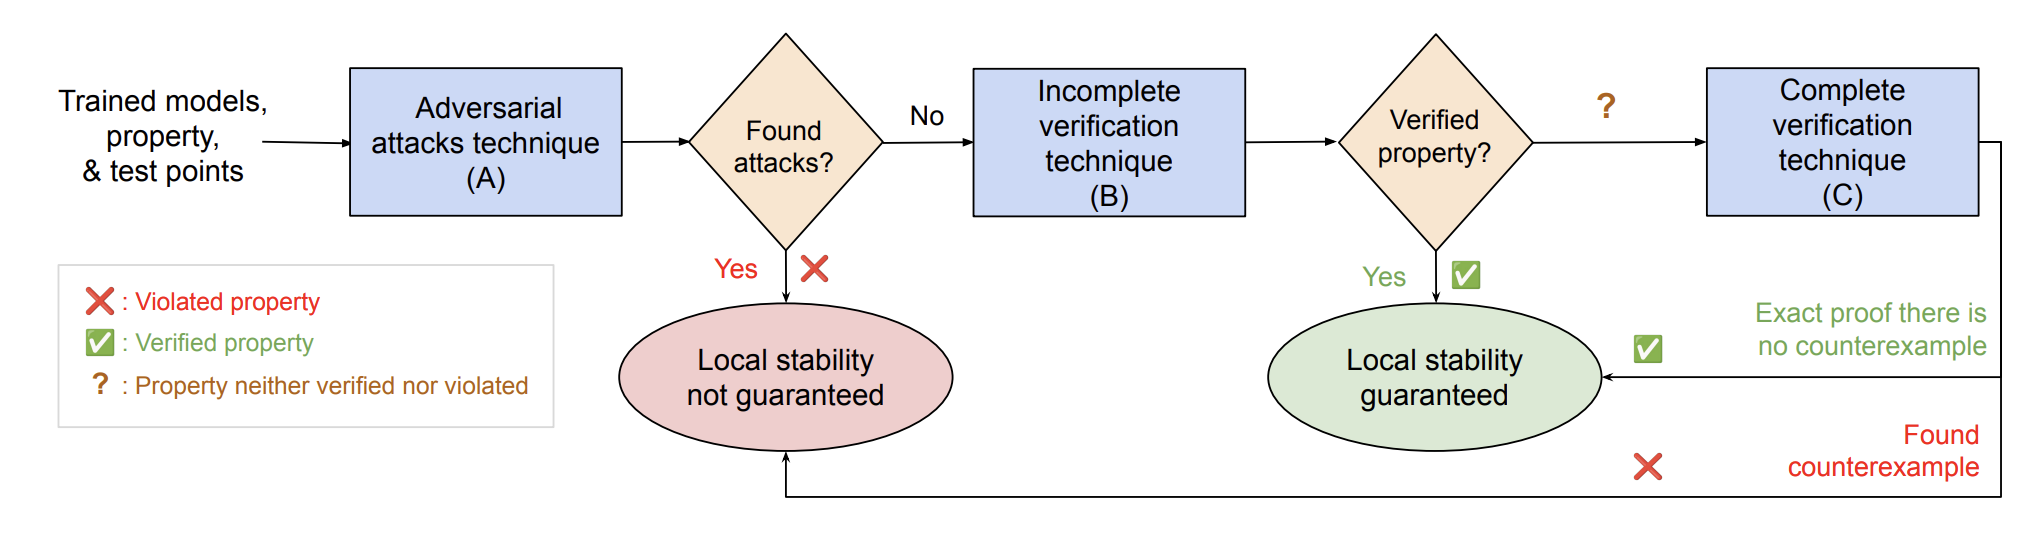 Trained models,
property,
& test points
Adversarial
attacks technique
(A)
Found
attacks?
No
Incomplete
verification
technique
(B)
Verified
property?
?
Complete
verification
technique
(C)
Yes ❌
Yes ✅
❌ : Violated property
✅ : Verified property
? : Property neither verified nor violated
Local stability
not guaranteed
Local stability
guaranteed
✅
Exact proof there is
no counterexample
❌
Found
counterexample